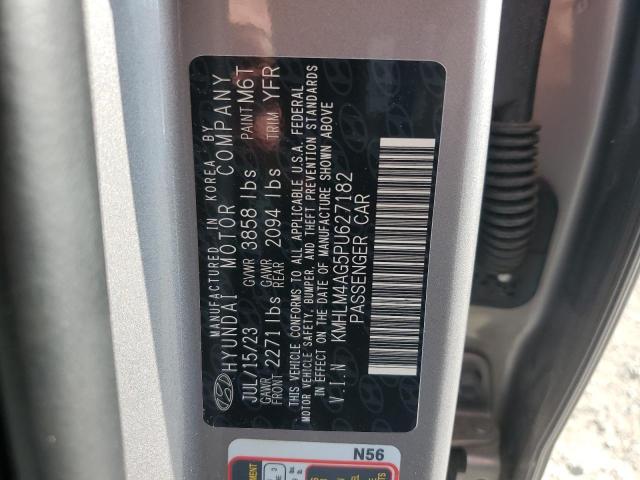 MANUFACTURED IN KOREA BY
HYUNDAI MOTOR COMPANY
JUL/15/23 GVWR 3858 lbs PAINT M6T
GAWR FRONT 2271 lbs GAWR REAR 2094 lbs TRIM YFR
THIS VEHICLE CONFORMS TO ALL APPLICABLE U.S.A. FEDERAL
MOTOR VEHICLE SAFETY, BUMPER, AND THEFT PREVENTION STANDARDS
IN EFFECT ON THE DATE OF MANUFACTURE SHOWN ABOVE
V.I.N KMHLM4AG5PU627182
PASSENGER CAR
N56